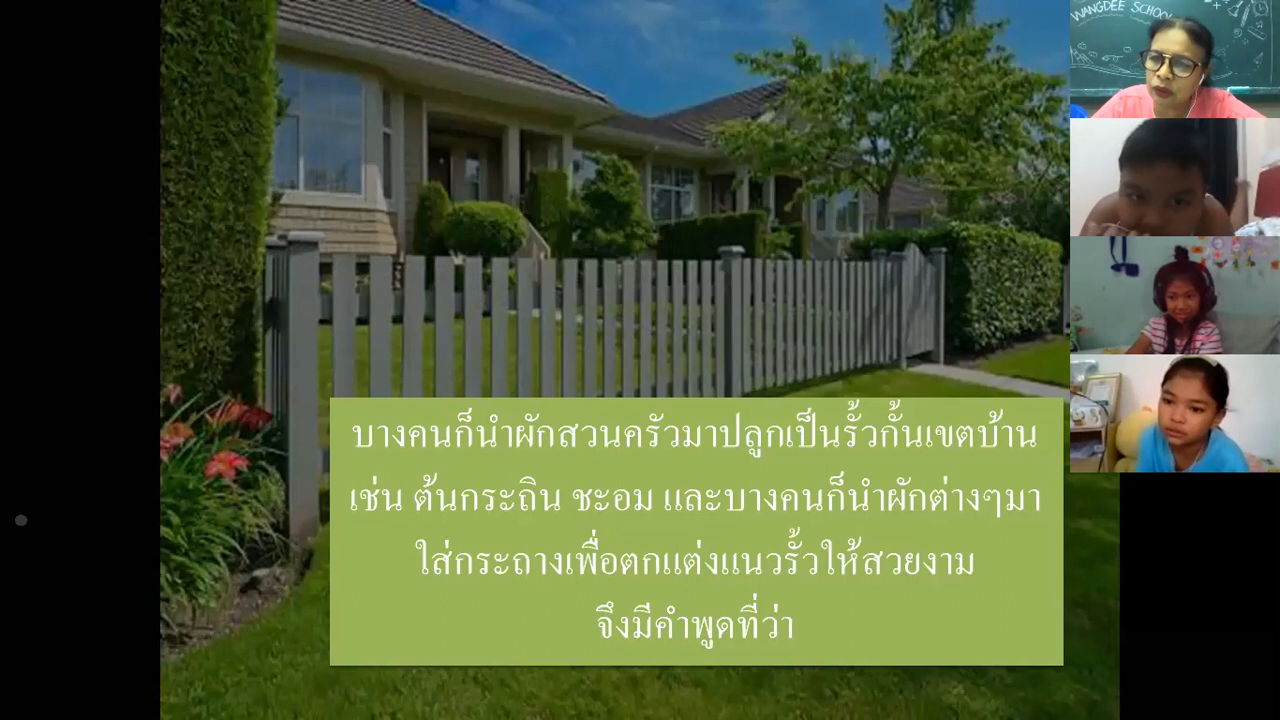 WANGDEE SCHOOL
บางคนก็นำผักสวนครัวมาปลูกเป็นรั้วกั้นเขตบ้าน
เช่น ต้นกระถิน ชะอม และบางคนก็นำผักต่างๆมา
ใส่กระถางเพื่อตกแต่งแนวรั้วให้สวยงาม
จึงมีคำพูดที่ว่า